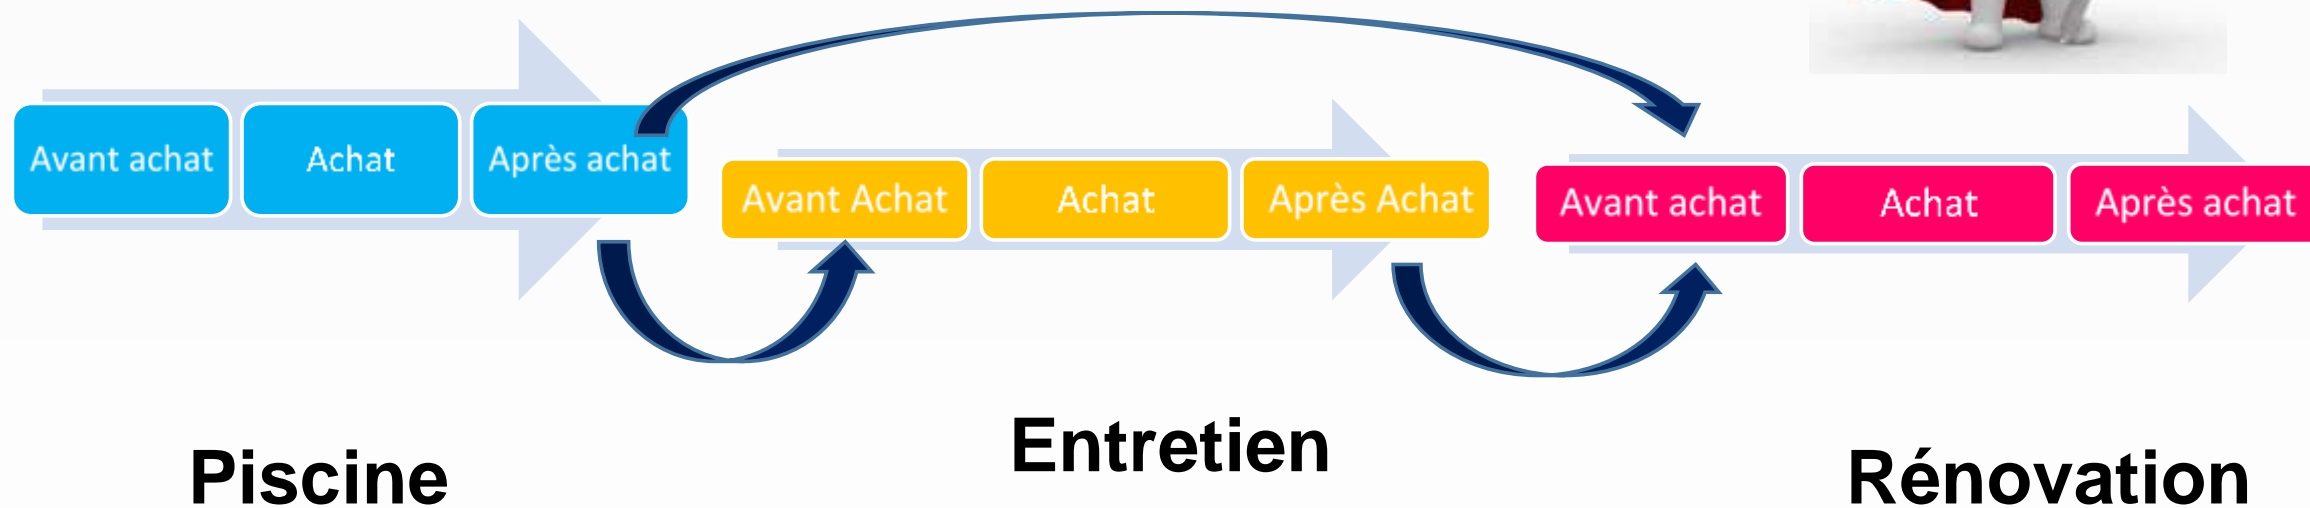 Avant achat
Achat
Après achat
Avant Achat
Achat
Après Achat
Avant achat
Achat
Après achat
Piscine
Entretien
Rénovation